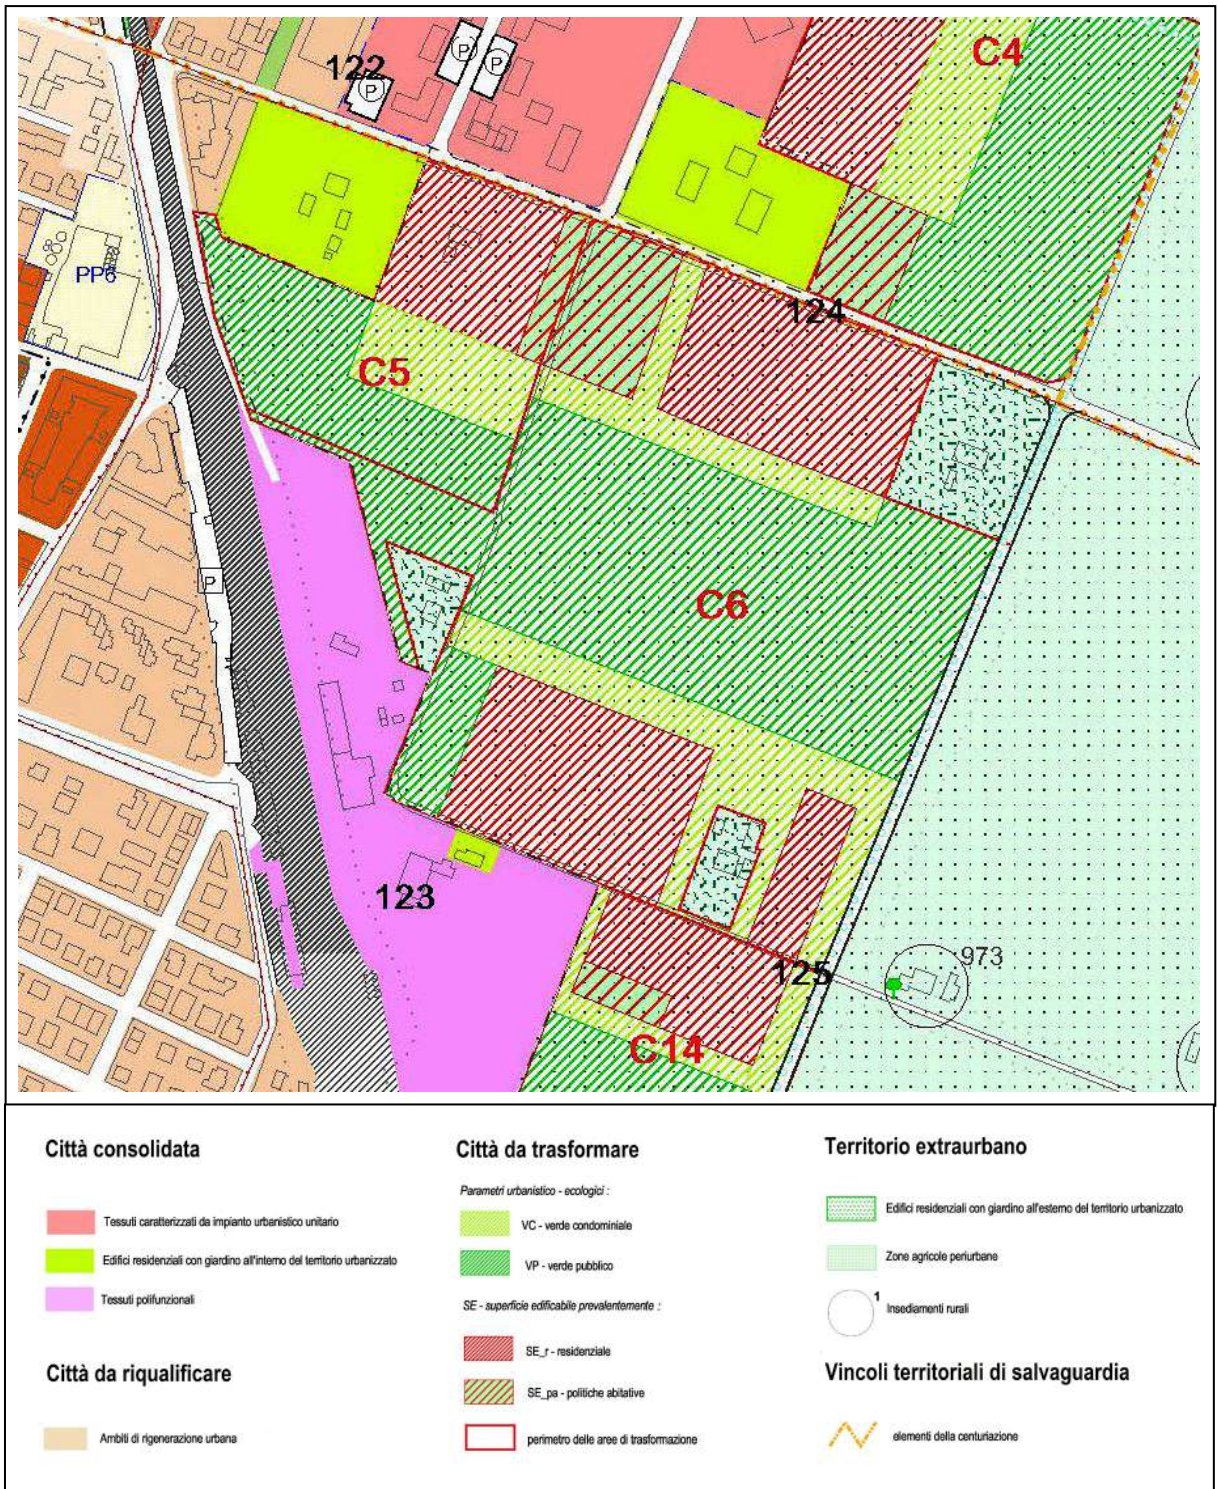 C4
122
P
P
P
PP6
124
C5
P
C6
123
973
125
C14
Città consolidata
Tessuti caratterizzati da impianto urbanistico unitario
Edifici residenziali con giardino all'interno del territorio urbanizzato
Tessuti polifunzionali
Città da riqualificare
Ambiti di rigenerazione urbana
Città da trasformare
Parametri urbanistico - ecologici :
VC - verde condominiale
VP - verde pubblico
SE - superficie edificabile prevalentemente :
SE_r - residenziale
SE_pa - politiche abitative
perimetro delle aree di trasformazione
Territorio extraurbano
Edifici residenziali con giardino all'esterno del territorio urbanizzato
Zone agricole periurbane
1
Insediamenti rurali
Vincoli territoriali di salvaguardia
elementi della centuriazione